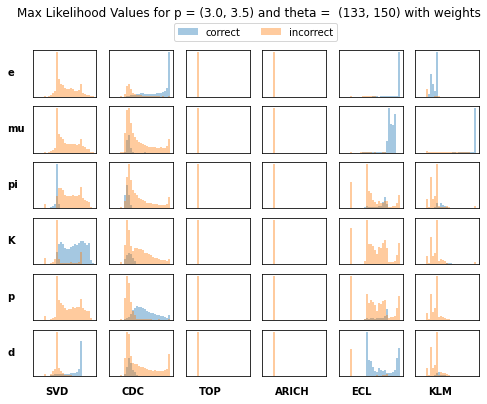 Max Likelihood Values for p = (3.0, 3.5) and theta =  (133, 150) with weights
correct incorrect
e
mu
pi
K
p
d
SVD CDC TOP ARICH ECL KLM